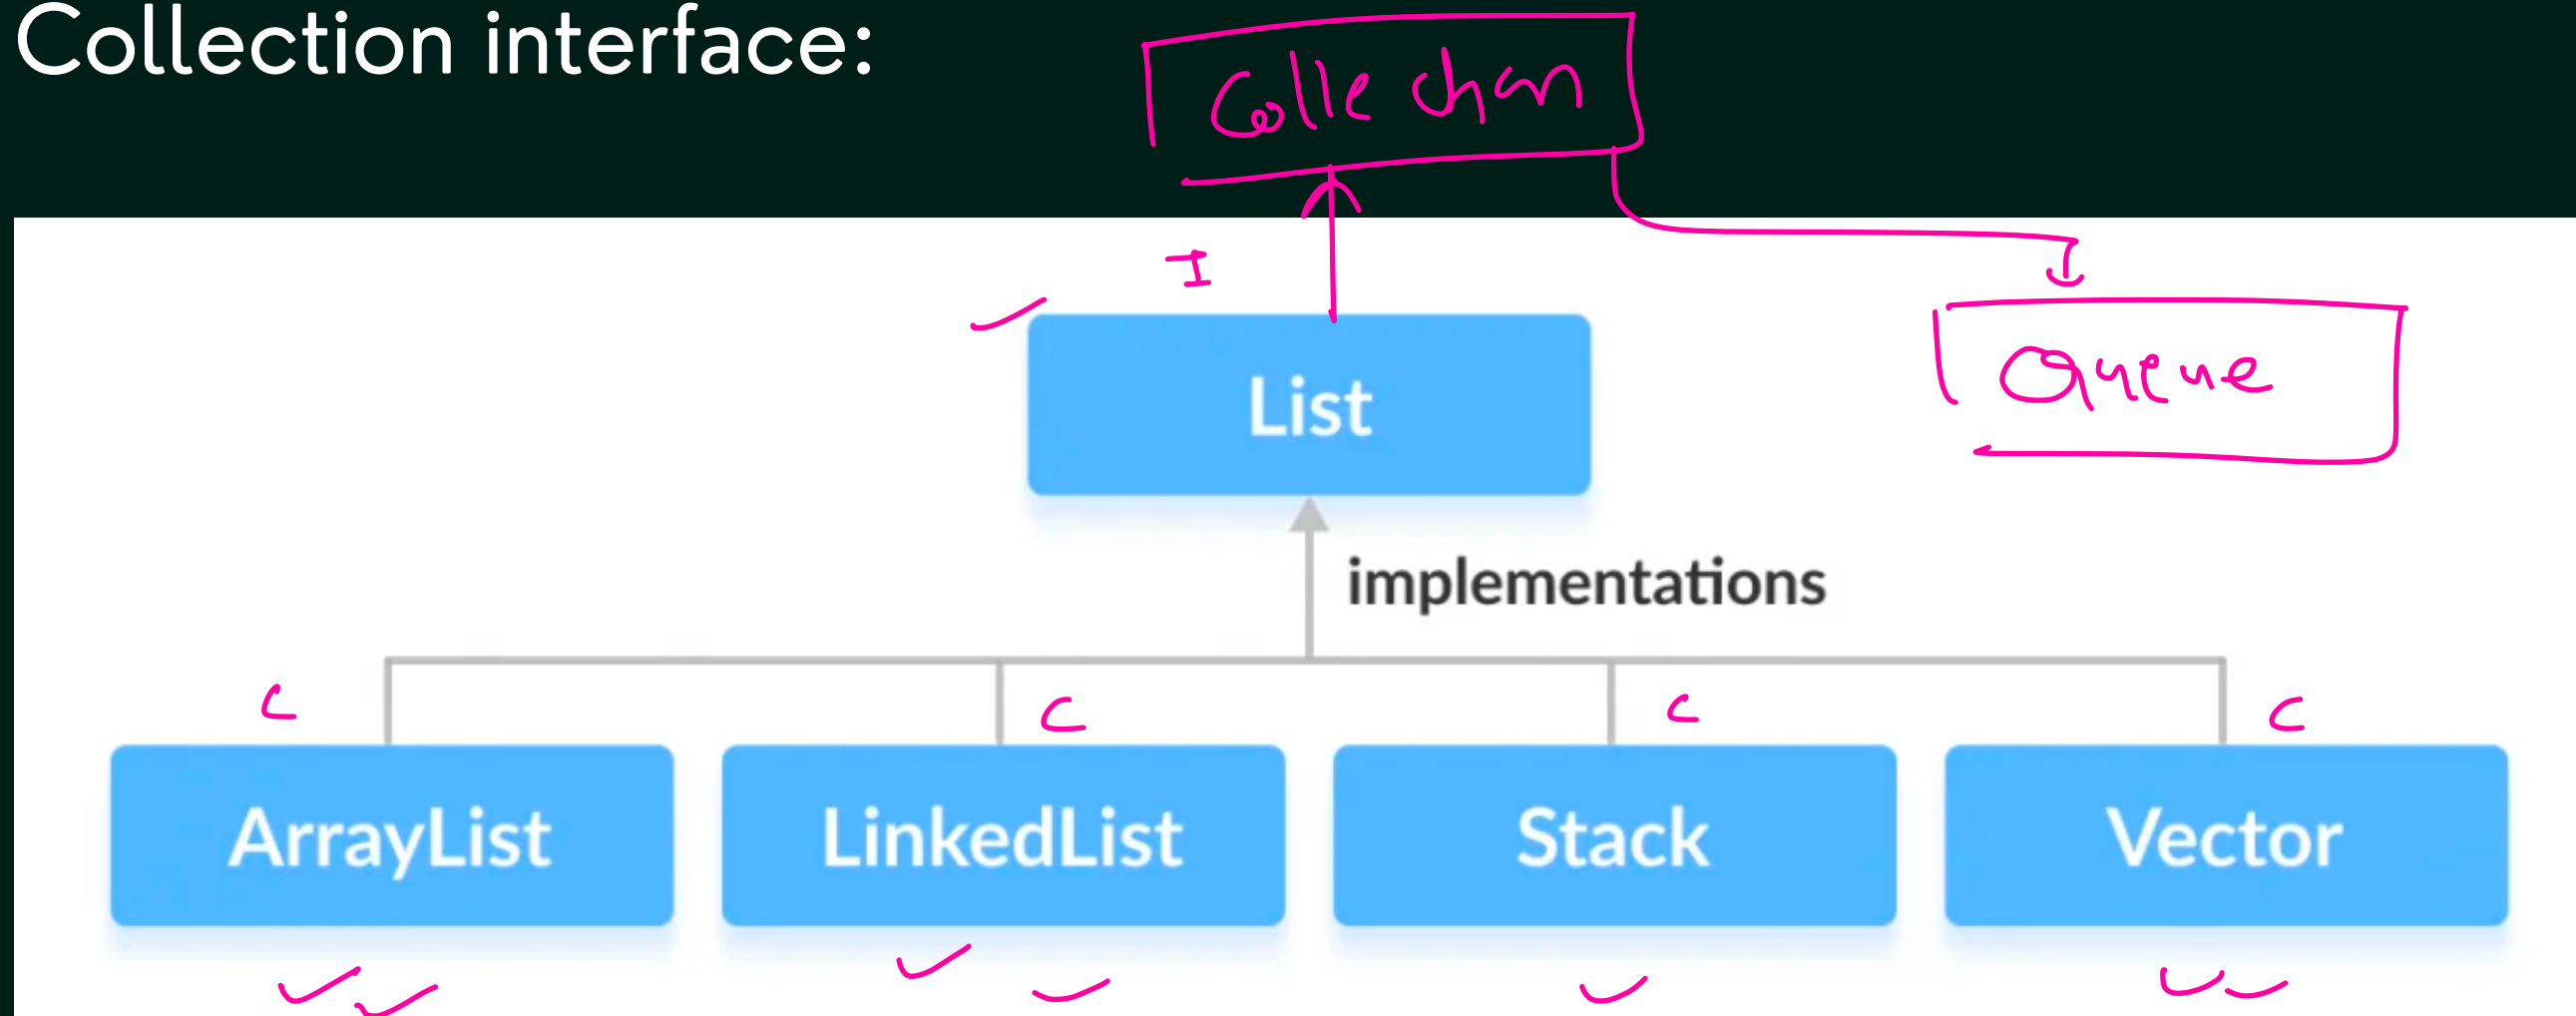 Collection interface:
Collection
I
List
Queue
implementations
C C C C
ArrayList LinkedList Stack Vector